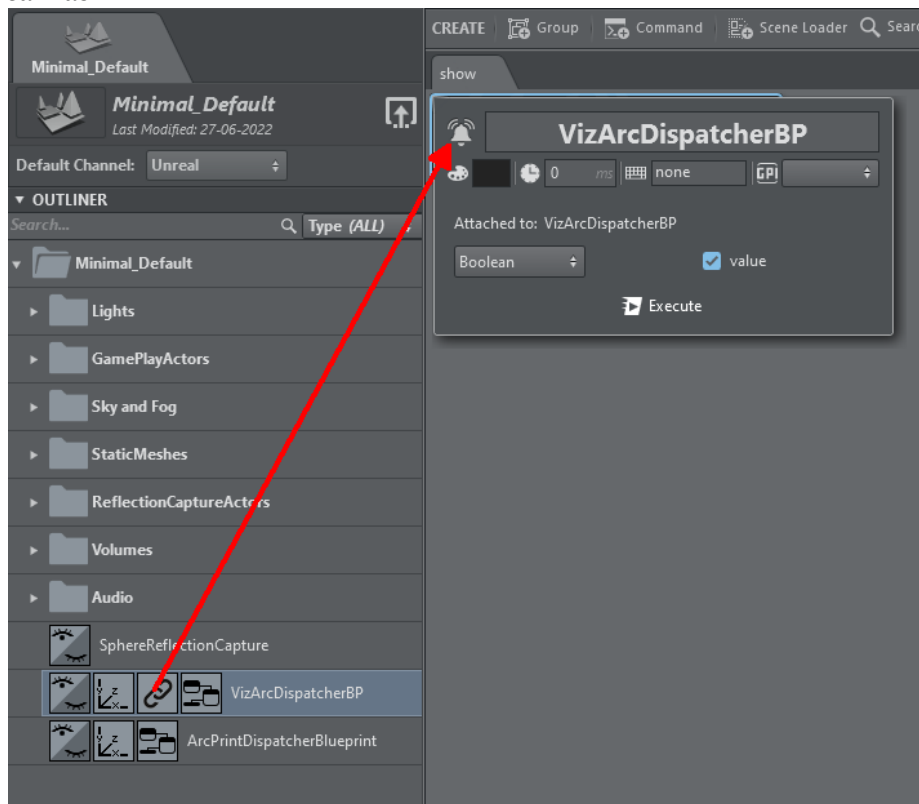 Minimal_Default
Minimal_Default
Last Modified: 27-06-2022
Default Channel: Unreal
OUTLINER
Search...
Type (ALL)
Minimal_Default
Lights
GamePlayActors
Sky and Fog
StaticMeshes
ReflectionCaptureActors
Volumes
Audio
SphereReflectionCapture
VizArcDispatcherBP
ArcPrintDispatcherBlueprint
CREATE Group Command Scene Loader Searc
show
VizArcDispatcherBP
0 ms none GPI
Attached to: VizArcDispatcherBP
Boolean value
Execute